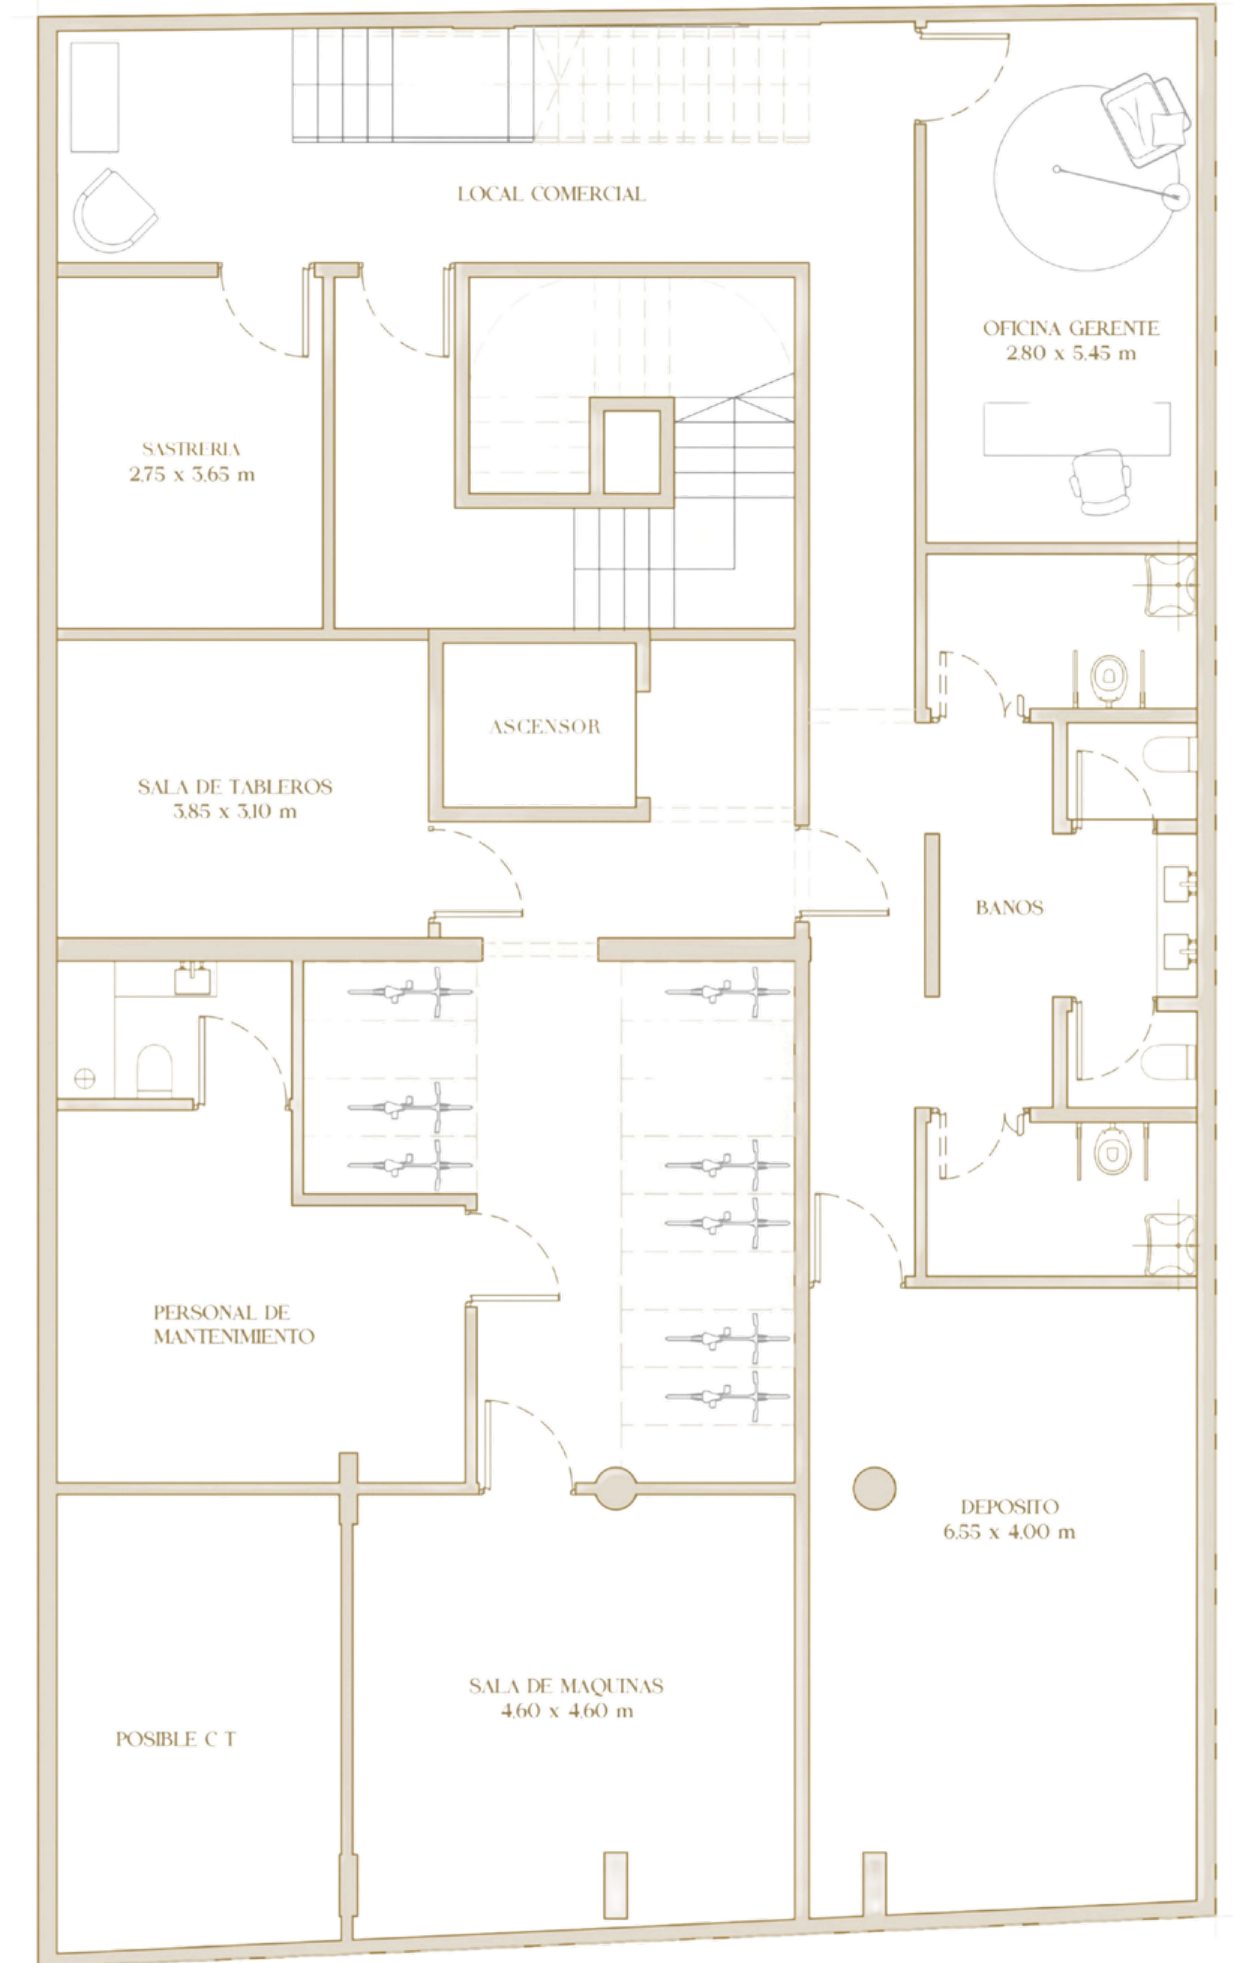 LOCAL COMERCIAL
OFICINA GERENTE
2.80 x 5.45 m
SASTRERIA
2,75 x 3,65 m
ASCENSOR
SALA DE TABLEROS
3,85 x 3,10 m
BANOS
PERSONAL DE
MANTENIMIENTO
DEPOSITO
6,55 x 4,00 m
SALA DE MAQUINAS
4,60 x 4,60 m
POSIBLE C T